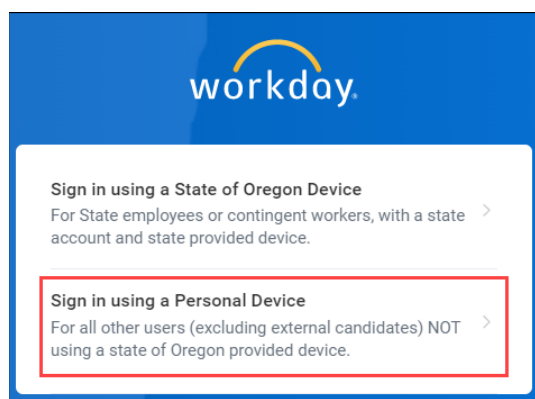 workday.
Sign in using a State of Oregon Device
For State employees or contingent workers, with a state
account and state provided device.
Sign in using a Personal Device
For all other users (excluding external candidates) NOT
using a state of Oregon provided device.